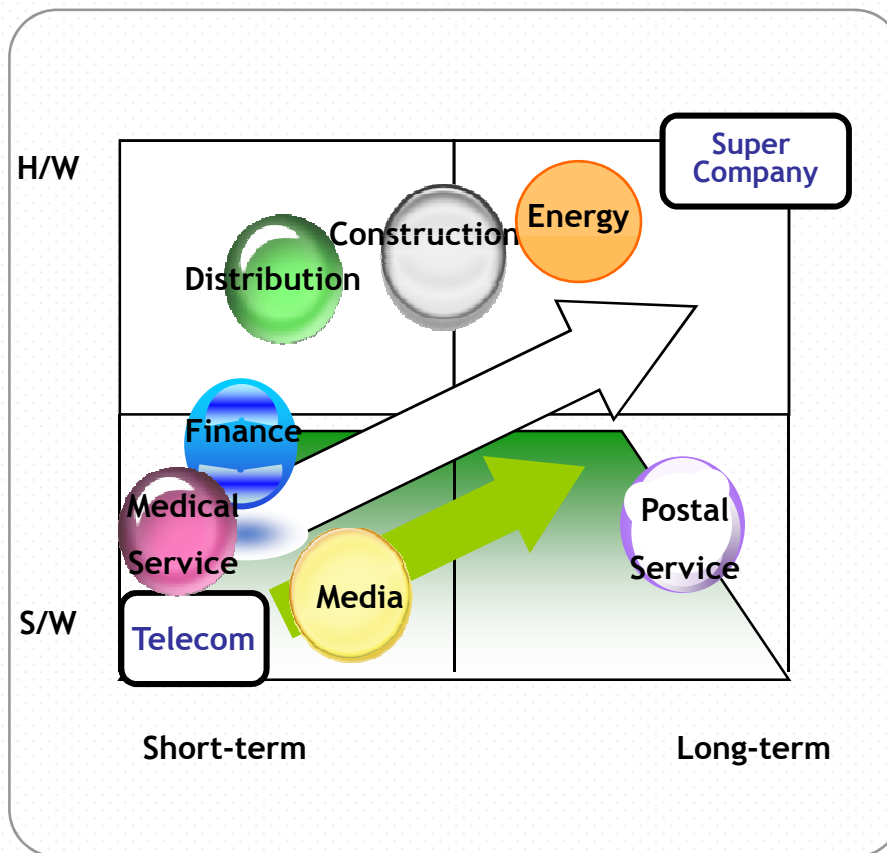 Super
Company
H/W
Energy
Construction
Distribution
Finance
Medical
Service
Postal
Service
Media
S/W
Telecom
Short-term
Long-term